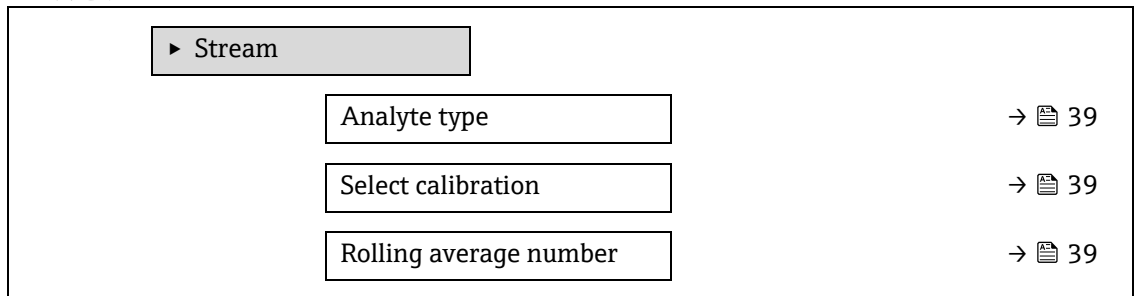 ▸ Stream
Analyte type → 39
Select calibration → 39
Rolling average number → 39